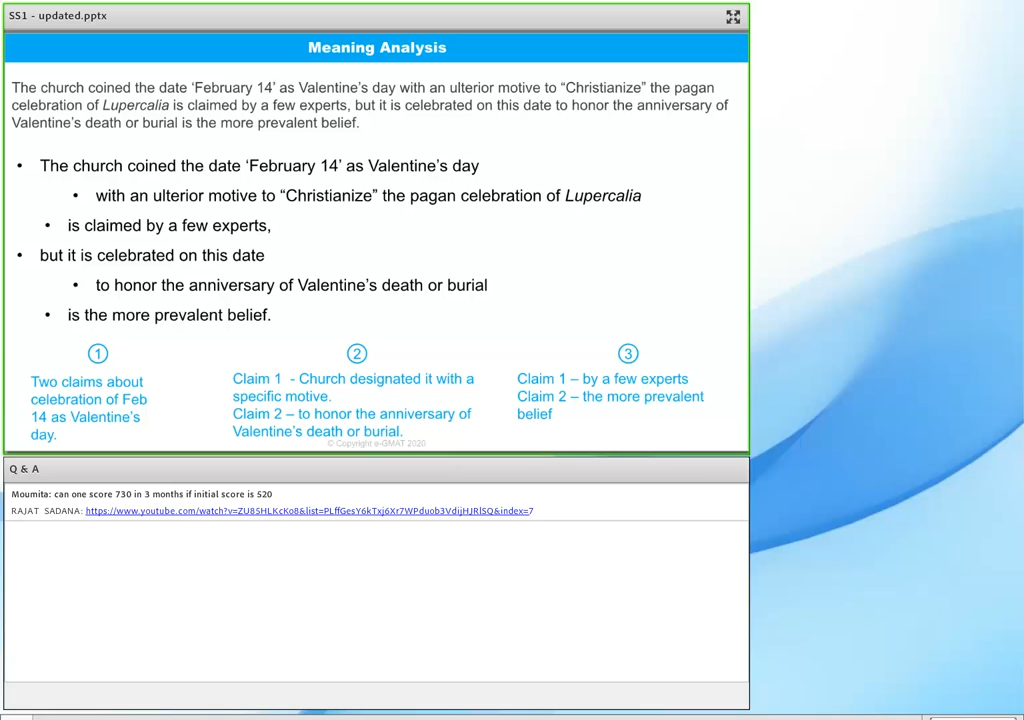 SS1 - updated.pptx
Meaning Analysis
The church coined the date ‘February 14’ as Valentine’s day with an ulterior motive to “Christianize” the pagan
celebration of Lupercalia is claimed by a few experts, but it is celebrated on this date to honor the anniversary of
Valentine’s death or burial is the more prevalent belief.
• The church coined the date ‘February 14’ as Valentine’s day
• with an ulterior motive to “Christianize” the pagan celebration of Lupercalia
• is claimed by a few experts,
• but it is celebrated on this date
• to honor the anniversary of Valentine’s death or burial
• is the more prevalent belief.
1
Two claims about
celebration of Feb
14 as Valentine’s
day.
2
Claim 1 - Church designated it with a
specific motive.
Claim 2 – to honor the anniversary of
Valentine’s death or burial.
3
Claim 1 – by a few experts
Claim 2 – the more prevalent
belief
© Copyright e-GMAT 2020
Q & A
Moumita: can one score 730 in 3 months if initial score is 520
RAJAT SADANA: https://www.youtube.com/watch?v=ZU85HLKcKo8&list=PLffGesY6kTxj6Xr7WPduob3VdijHJRlSQ&index=7